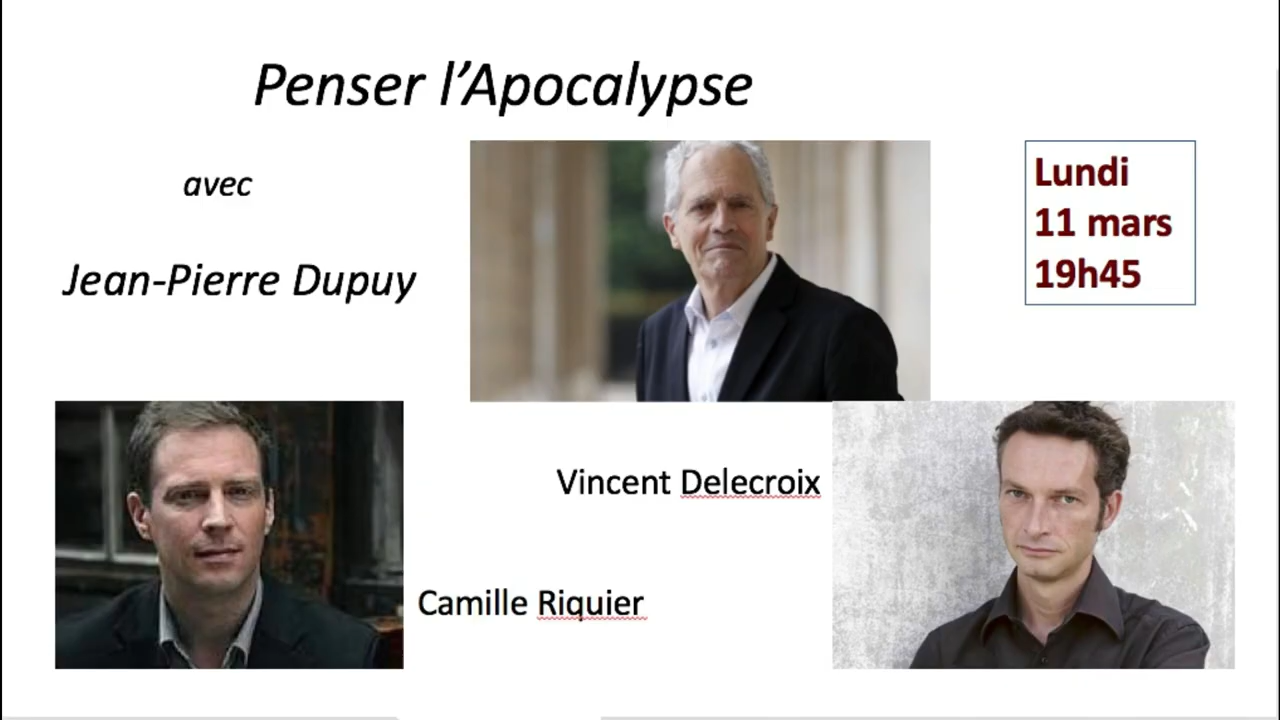 Penser l’Apocalypse
avec
Jean-Pierre Dupuy
Lundi
11 mars
19h45
Vincent Delecroix
Camille Riquier